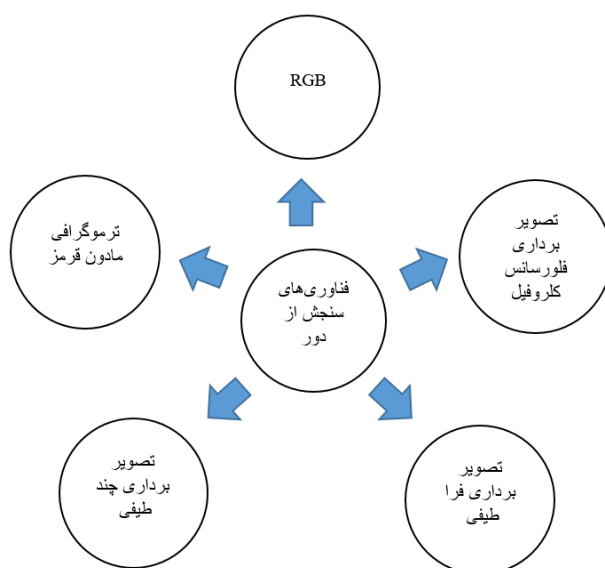 RGB
تصویر
برداری
فلورسانس
کلروفیل
ترموگرافی
مادون قرمز
فناوری‌های
سنجش از
دور
تصویر
برداری فرا
طیفی
تصویر
برداری چند
طیفی